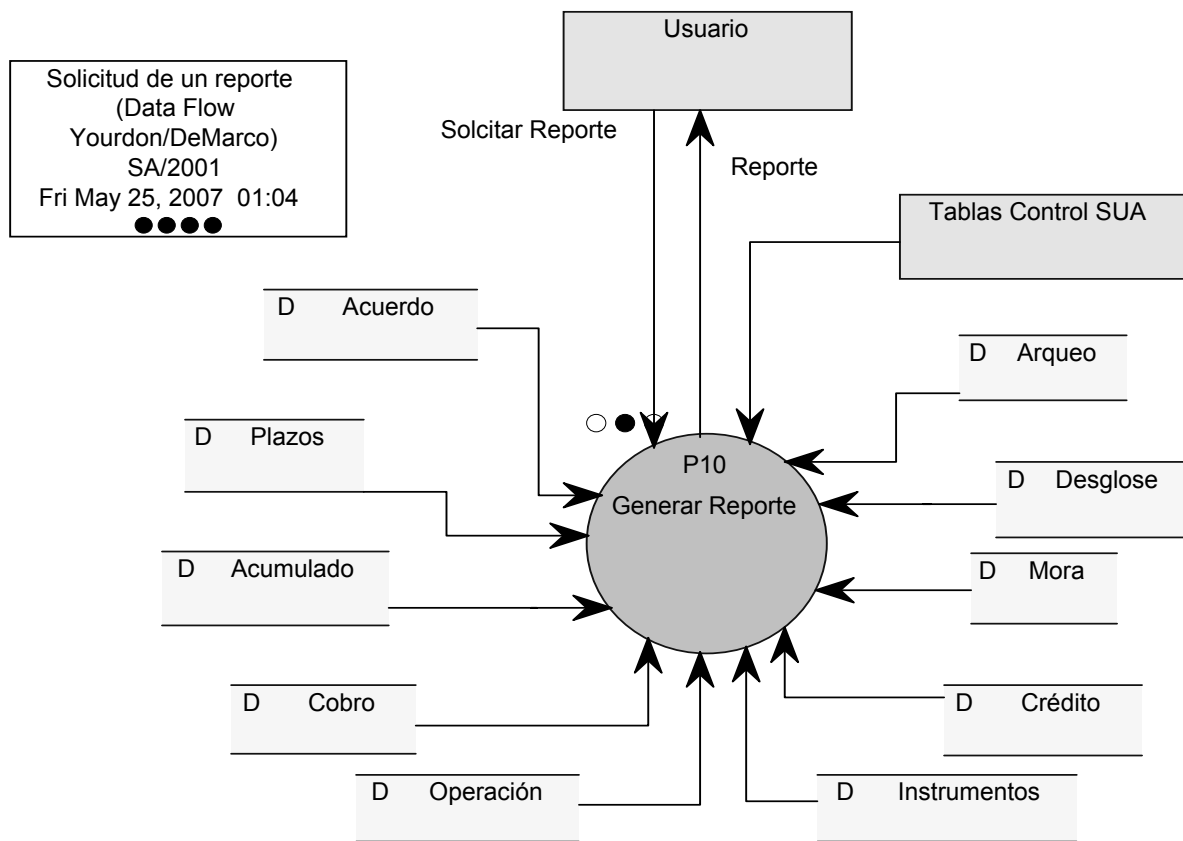 Solicitud de un reporte
(Data Flow
Yourdon/DeMarco)
SA/2001
Fri May 25, 2007  01:04
Usuario
Solcitar Reporte
Reporte
Tablas Control SUA
D Acuerdo
D Arqueo
D Plazos
P10
Generar Reporte
D Desglose
D Acumulado
D Mora
D Cobro
D Crédito
D Operación
D Instrumentos